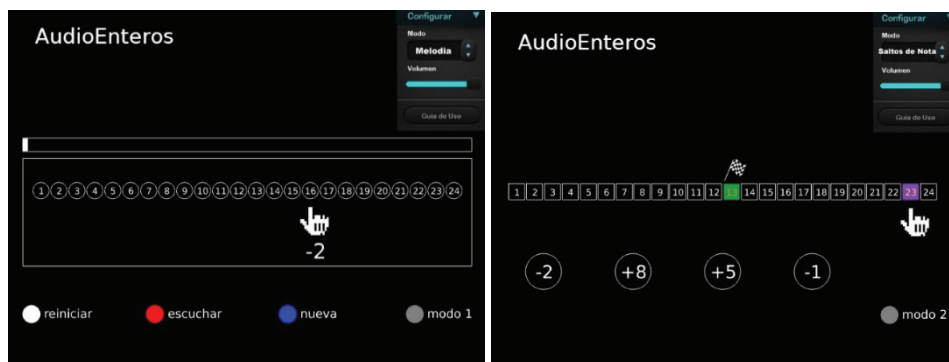 AudioEnteros
Configurar
Modo
Melodia
Volumen
Guia de Uso
1 2 3 4 5 6 7 8 9 10 11 12 13 14 15 16 17 18 19 20 21 22 23 24
-2
reiniciar escuchar nueva modo 1
AudioEnteros
Configurar
Modo
Saltos de Nota
Volumen
Guia de Uso
1 2 3 4 5 6 7 8 9 10 11 12 13 14 15 16 17 18 19 20 21 22 23 24
-2 +8 +5 -1
modo 2